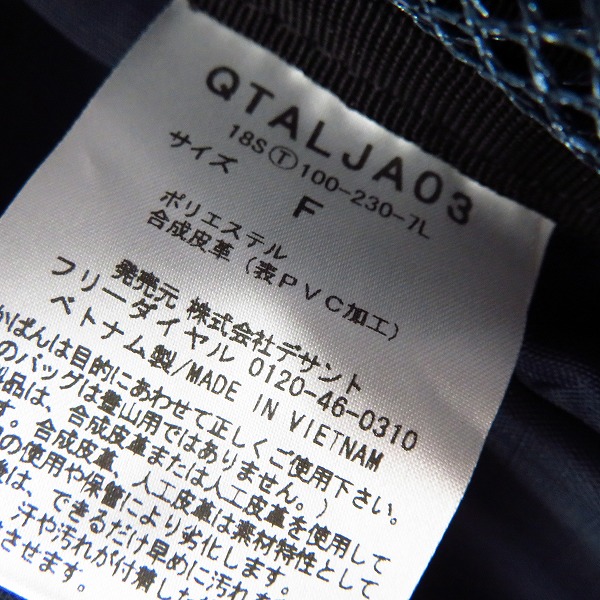 QTALJA03
18S Ⓣ 100-230-7L
サイズ F
ポリエステル
合成皮革（表PVC加工）
発売元 株式会社デサント
フリーダイヤル 0120-46-0310
ベトナム製/MADE IN VIETNAM
かばんは目的にあわせて正しくご使用下さい。
のバッグは登山用ではありません。）
製品は、合成皮革または人工皮革を使用して
す。合成皮革、人工皮革は素材特性として
の使用や保管により劣化します。
後は、できるだけ早めに汚れを
汗や汚れが付着した
させます。